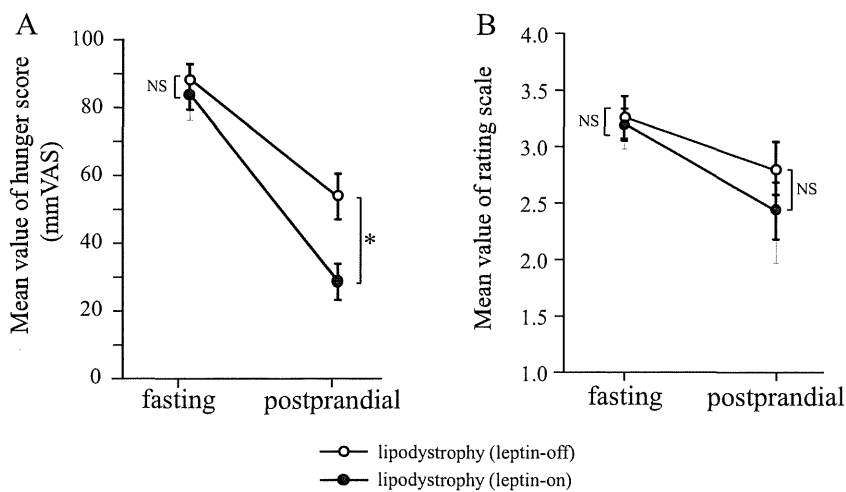 A
Mean value of hunger score
(mmVAS)
100
80
60
40
20
0
NS
*
fasting
postprandial
B
Mean value of rating scale
4.0
3.5
3.0
2.5
2.0
1.0
NS
NS
fasting
postprandial
lipodystrophy (leptin-off)
lipodystrophy (leptin-on)